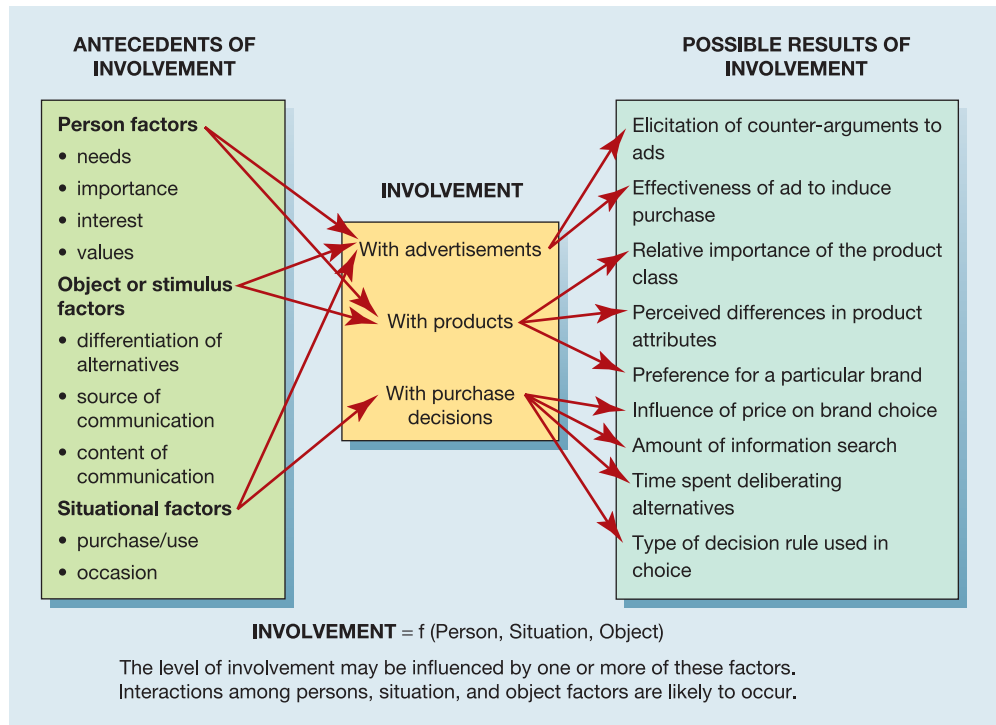 ANTECEDENTS OF
INVOLVEMENT
Person factors
• needs
• importance
• interest
• values
Object or stimulus
factors
• differentiation of
alternatives
• source of
communication
• content of
communication
Situational factors
• purchase/use
• occasion
INVOLVEMENT
With advertisements
With products
With purchase
decisions
POSSIBLE RESULTS OF
INVOLVEMENT
Elicitation of counter-arguments to
ads
Effectiveness of ad to induce
purchase
Relative importance of the product
class
Perceived differences in product
attributes
Preference for a particular brand
Influence of price on brand choice
Amount of information search
Time spent deliberating
alternatives
Type of decision rule used in
choice
INVOLVEMENT = f (Person, Situation, Object)
The level of involvement may be influenced by one or more of these factors.
Interactions among persons, situation, and object factors are likely to occur.